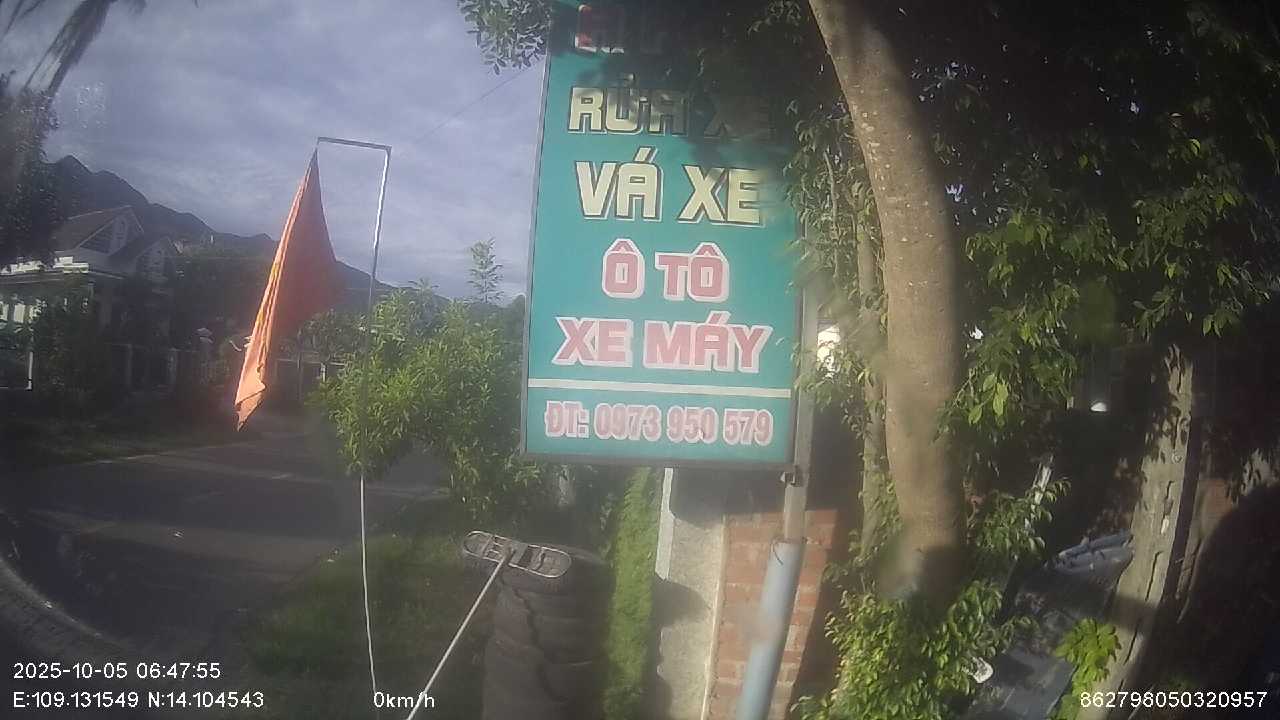 RỬA XE
VÁ XE
Ô TÔ
XE MÁY
ĐT: 0973 950 579
2025-10-05 06:47:55
E:109.131549 N:14.104543
0km/h
862798050320957